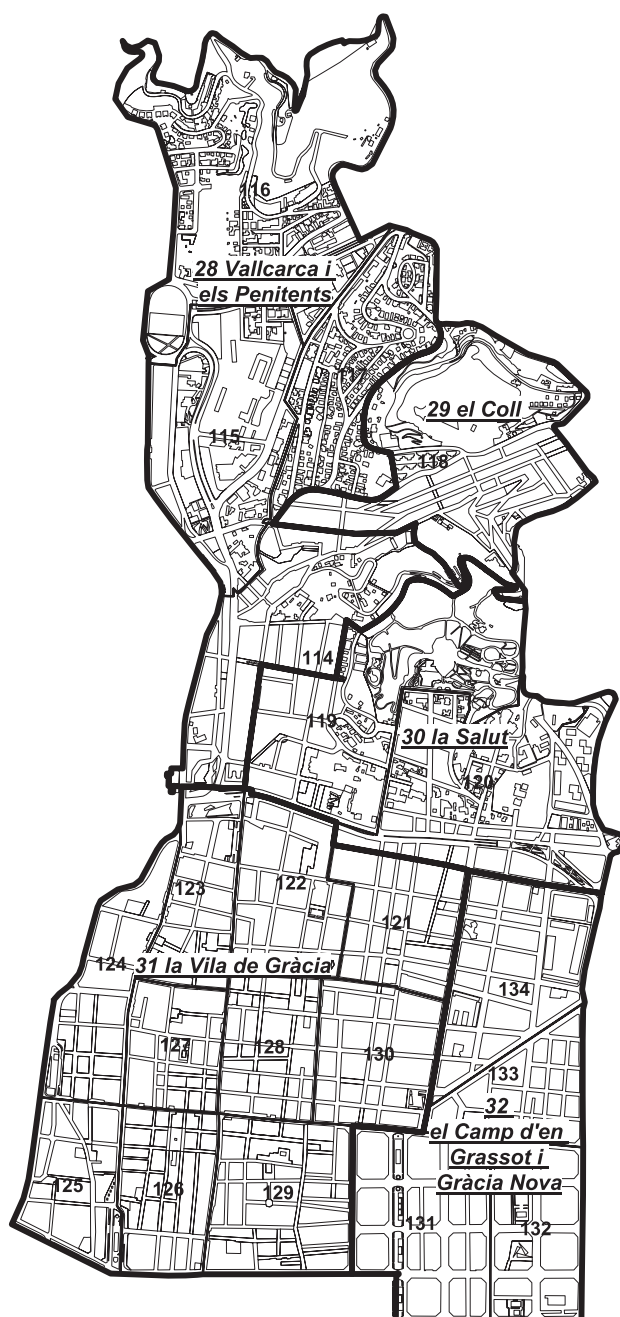 116
28 Vallcarca i
els Penitents
117
29 el Coll
115
118
114
119
30 la Salut
120
123
122
121
124
31 la Vila de Gràcia
134
127
128
130
133
32
el Camp d'en
Grassot i
Gràcia Nova
125
126
129
131
132